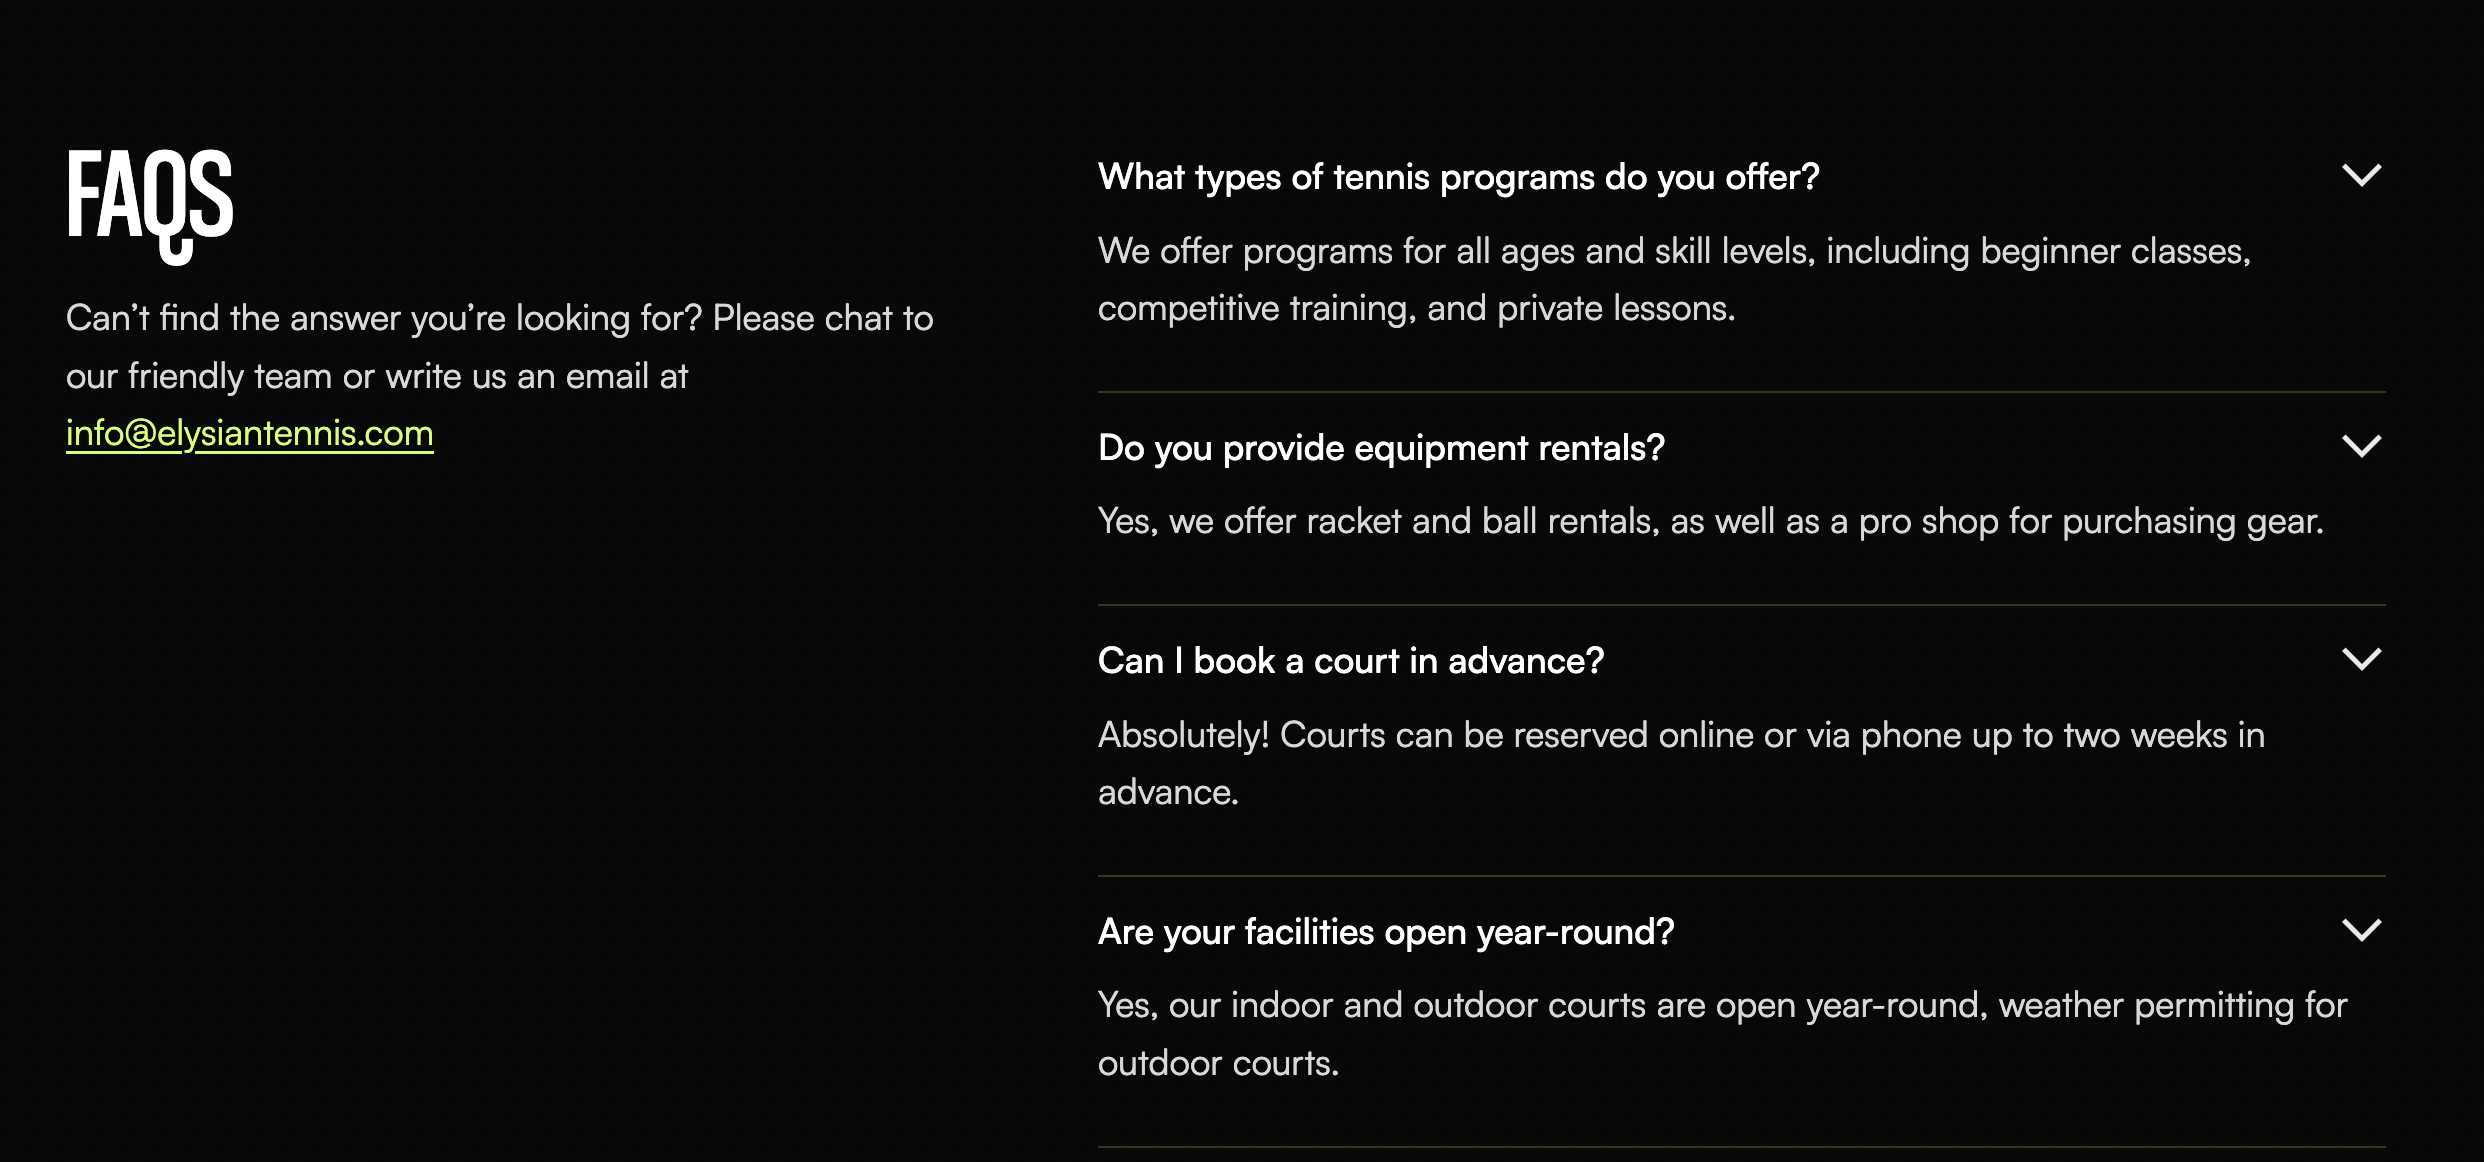 FAQS
Can’t find the answer you’re looking for? Please chat to
our friendly team or write us an email at
info@elysiantennis.com
What types of tennis programs do you offer?
We offer programs for all ages and skill levels, including beginner classes,
competitive training, and private lessons.
Do you provide equipment rentals?
Yes, we offer racket and ball rentals, as well as a pro shop for purchasing gear.
Can I book a court in advance?
Absolutely! Courts can be reserved online or via phone up to two weeks in
advance.
Are your facilities open year-round?
Yes, our indoor and outdoor courts are open year-round, weather permitting for
outdoor courts.